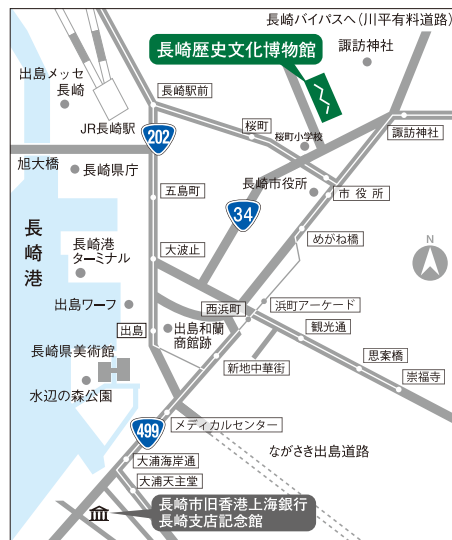 長崎バイパスへ(川平有料道路)
長崎歴史文化博物館
諏訪神社
出島メッセ
長崎
長崎駅前
JR長崎駅
桜町
桜町小学校
諏訪神社
202
旭大橋
長崎県庁
五島町
長崎市役所
市役所
34
めがね橋
長崎港
大波止
N
長崎港
ターミナル
出島ワーフ
西浜町
浜町アーケード
出島
出島和蘭
商館跡
観光通
長崎県美術館
新地中華街
思案橋
崇福寺
水辺の森公園
メディカルセンター
499
ながさき出島道路
大浦海岸通
大浦天主堂
長崎市旧香港上海銀行
長崎支店記念館